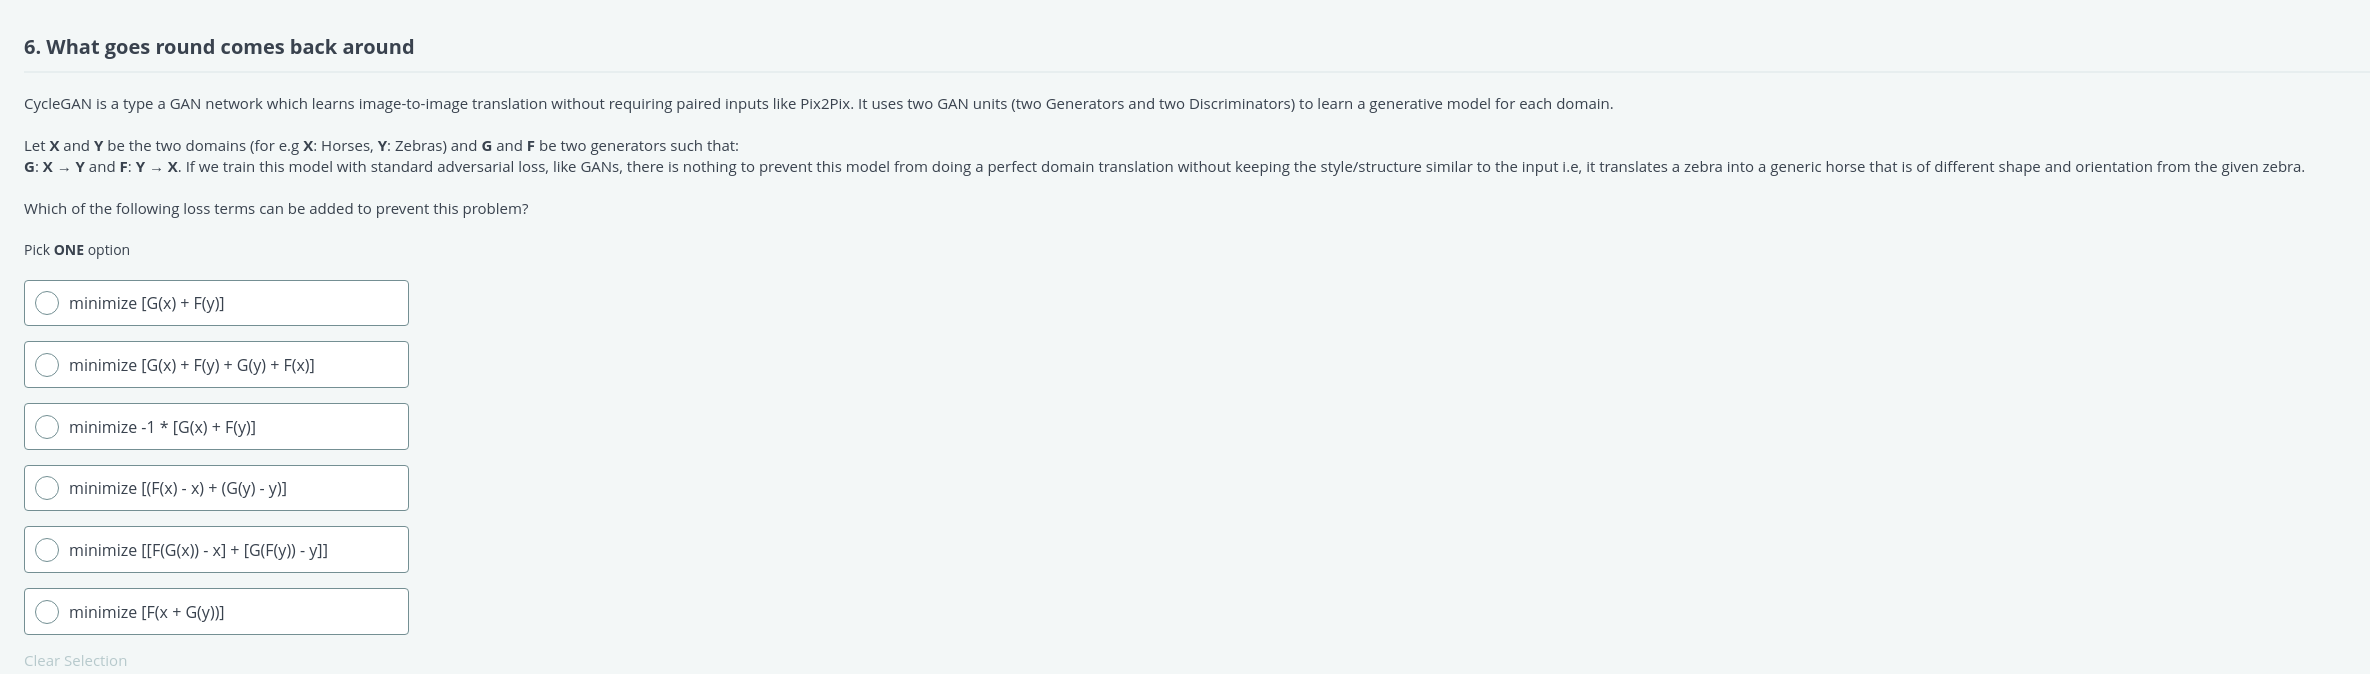 6. What goes round comes back around
CycleGAN is a type a GAN network which learns image-to-image translation without requiring paired inputs like Pix2Pix. It uses two GAN units (two Generators and two Discriminators) to learn a generative model for each domain.
Let X and Y be the two domains (for e.g X: Horses, Y: Zebras) and G and F be two generators such that:
G: X → Y and F: Y → X. If we train this model with standard adversarial loss, like GANs, there is nothing to prevent this model from doing a perfect domain translation without keeping the style/structure similar to the input i.e, it translates a zebra into a generic horse that is of different shape and orientation from the given zebra.
Which of the following loss terms can be added to prevent this problem?
Pick ONE option
minimize [G(x) + F(y)]
minimize [G(x) + F(y) + G(y) + F(x)]
minimize -1 * [G(x) + F(y)]
minimize [(F(x) - x) + (G(y) - y)]
minimize [[F(G(x)) - x] + [G(F(y)) - y]]
minimize [F(x + G(y))]
Clear Selection